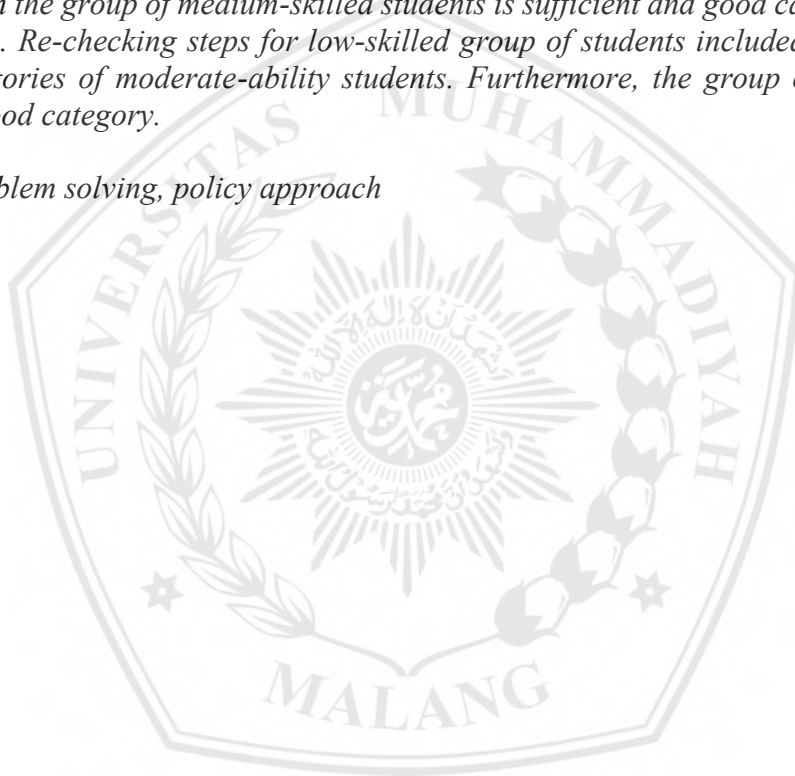 n the group of medium-skilled students is sufficient and good ca
. Re-checking steps for low-skilled group of students included
ories of moderate-ability students. Furthermore, the group
ood category.
blem solving, policy approach
UNIVERSITAS MUHAMMADIYAH
MALANG